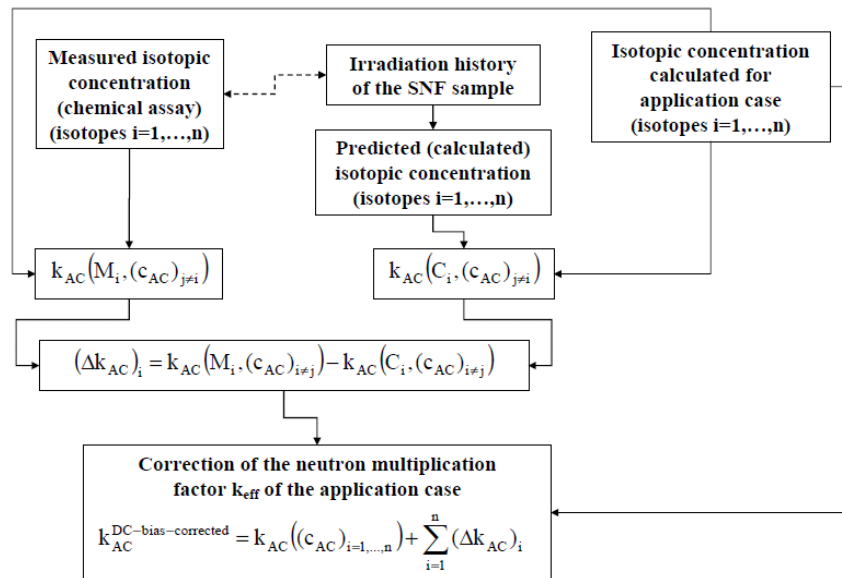 Measured isotopic
concentration
(chemical assay)
(isotopes i=1,…,n)
Irradiation history
of the SNF sample
Isotopic concentration
calculated for
application case
(isotopes i=1,…,n)
Predicted (calculated)
isotopic concentration
(isotopes i=1,…,n)
k_AC(M_i,(c_AC)_j≠i)
k_AC(C_i,(c_AC)_j≠i)
(Δk_AC)_i = k_AC(M_i,(c_AC)_i≠j) − k_AC(C_i,(c_AC)_i≠j)
Correction of the neutron multiplication
factor k_eff of the application case
k_AC^DC−bias−corrected = k_AC((c_AC)_i=1,...,n) + ∑_i=1^n (Δk_AC)_i